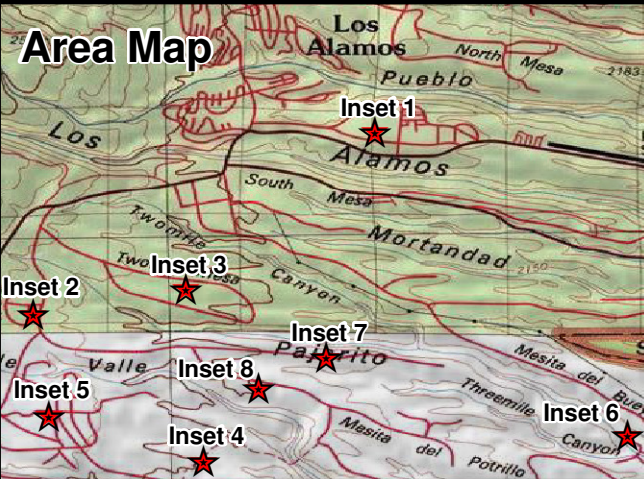 Area Map
Los
Alamos
North Mesa
2183
Pueblo
Inset 1
Los
Alamos
South Mesa
Mortandad
Twomile
Canyon
2150
Inset 3
Inset 2
Inset 7
Pajarito
Valle
Inset 8
Mesita del Buey
Threemile
Canyon
Inset 5
Inset 6
Inset 4
Mesita del Potrillo